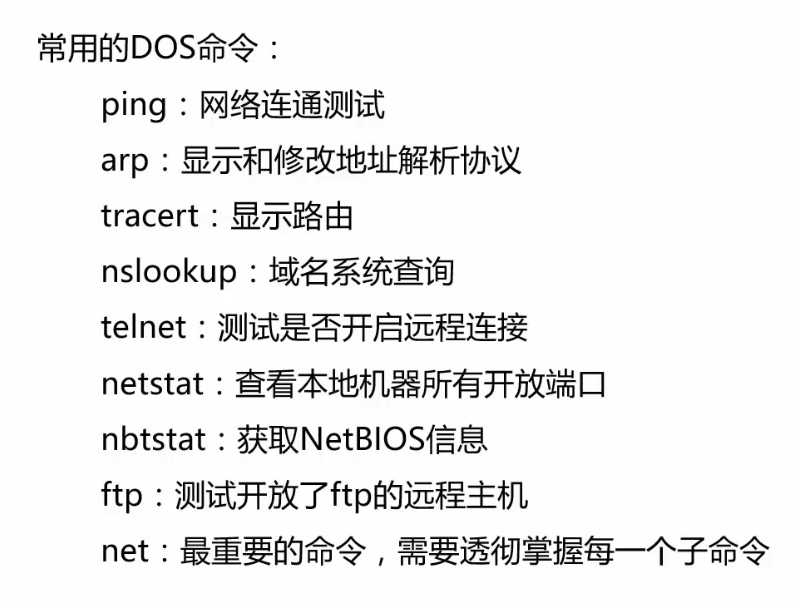 常用的DOS命令：
ping：网络连通测试
arp：显示和修改地址解析协议
tracert：显示路由
nslookup：域名系统查询
telnet：测试是否开启远程连接
netstat：查看本地机器所有开放端口
nbtstat：获取NetBIOS信息
ftp：测试开放了ftp的远程主机
net：最重要的命令，需要透彻掌握每一个子命令